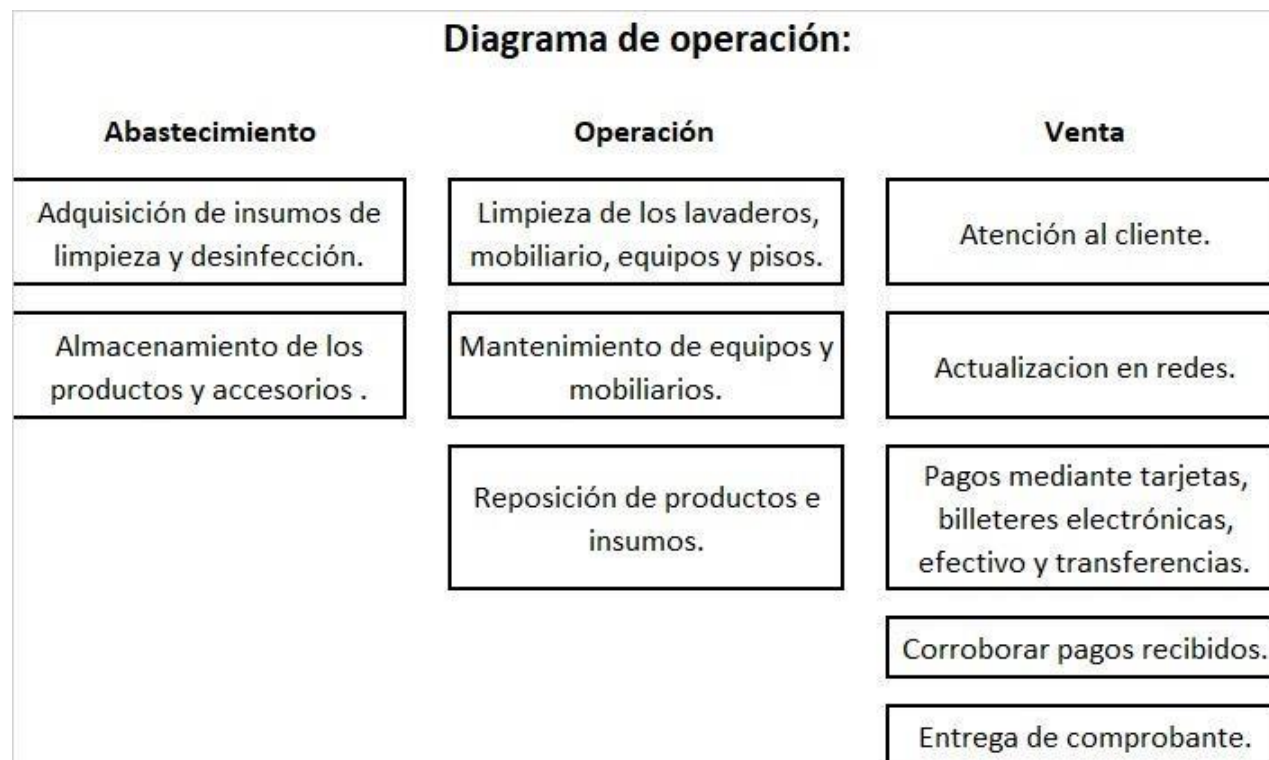 Diagrama de operación:
Abastecimiento
Adquisición de insumos de
limpieza y desinfección.
Almacenamiento de los
productos y accesorios .
Operación
Limpieza de los lavaderos,
mobiliario, equipos y pisos.
Mantenimiento de equipos y
mobiliarios.
Reposición de productos e
insumos.
Venta
Atención al cliente.
Actualizacion en redes.
Pagos mediante tarjetas,
billeteres electrónicas,
efectivo y transferencias.
Corroborar pagos recibidos.
Entrega de comprobante.